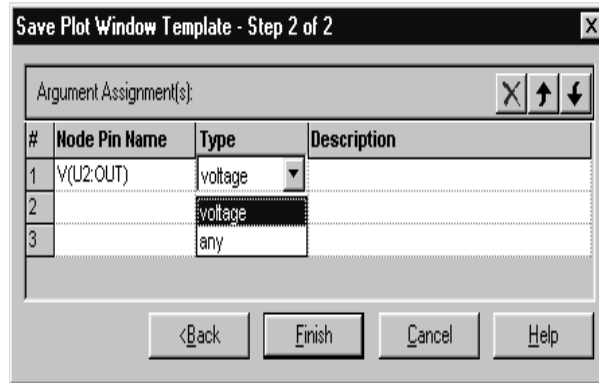 Save Plot Window Template - Step 2 of 2
Argument Assignment(s):
# Node Pin Name Type Description
1 V(U2:OUT) voltage
2 voltage
3 any
<Back Finish Cancel Help